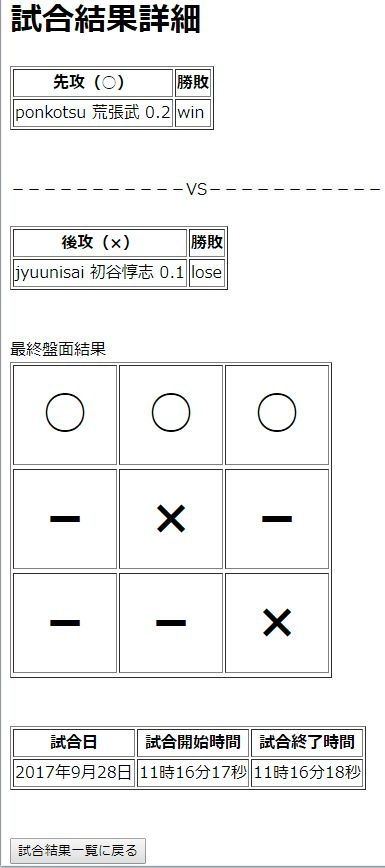 試合結果詳細
先攻（○） 勝敗
ponkotsu 荒張武 0.2 win
－－－－－－－－－－－VS－－－－－－－－－－－
後攻（×） 勝敗
jyuunisai 初谷惇志 0.1 lose
最終盤面結果
○ ○ ○
－ × －
－ － ×
試合日 試合開始時間 試合終了時間
2017年9月28日 11時16分17秒 11時16分18秒
試合結果一覧に戻る